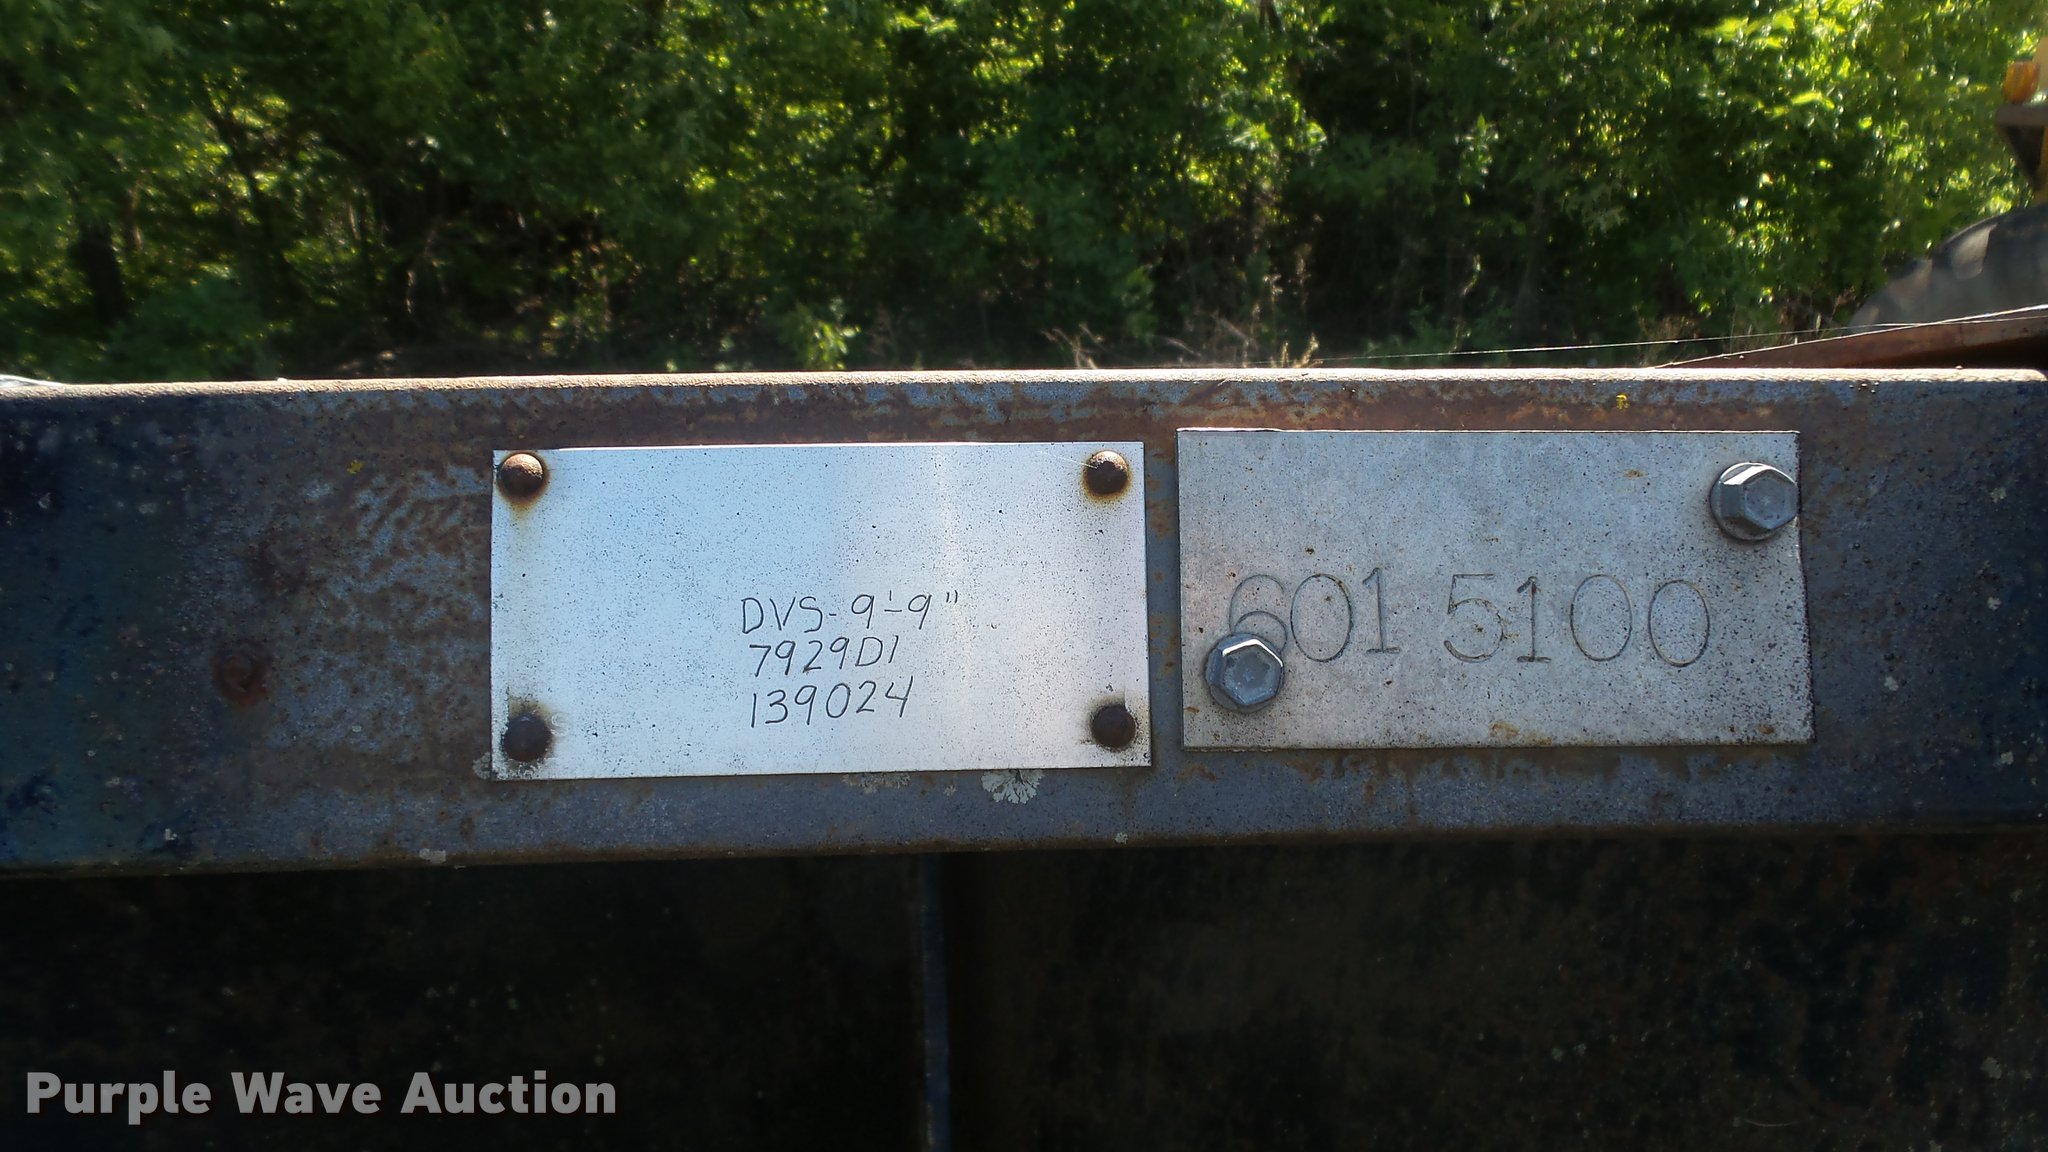 DVS-9'-9"
7929D1
139024
601 5100
Purple Wave Auction